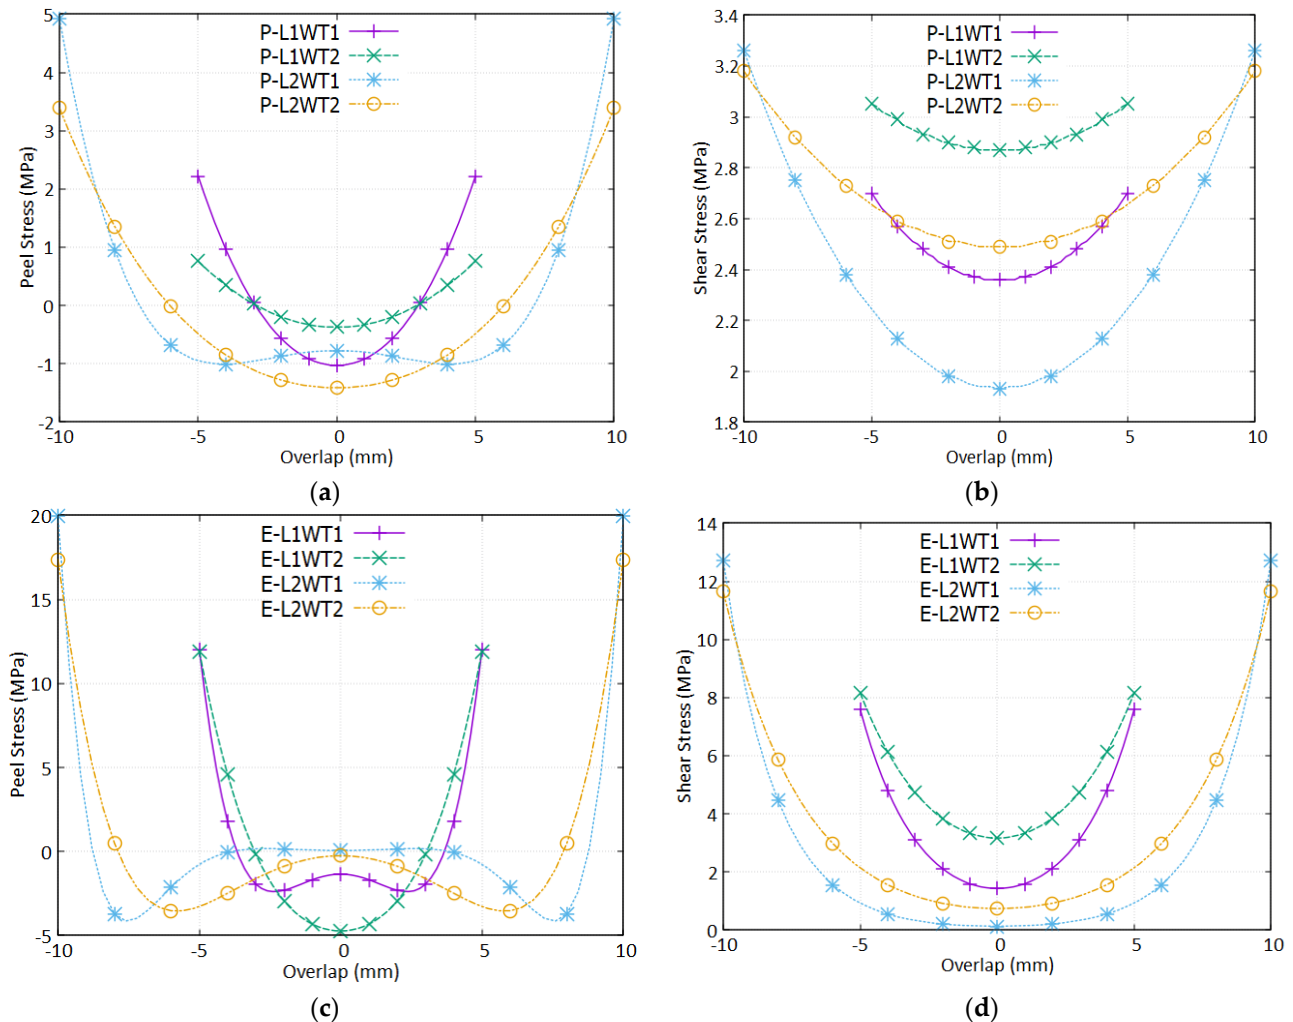 5
4
3
2
1
0
-1
-2
-10
-5
0
5
10
Peel Stress (MPa)
Overlap (mm)
P-L1WT1
P-L1WT2
P-L2WT1
P-L2WT2
(a)
3.4
3.2
3
2.8
2.6
2.4
2.2
2
1.8
-10
-5
0
5
10
Shear Stress (MPa)
Overlap (mm)
P-L1WT1
P-L1WT2
P-L2WT1
P-L2WT2
(b)
20
15
10
5
0
-5
-10
-5
0
5
10
Peel Stress (MPa)
Overlap (mm)
E-L1WT1
E-L1WT2
E-L2WT1
E-L2WT2
(c)
14
12
10
8
6
4
2
0
-10
-5
0
5
10
Shear Stress (MPa)
Overlap (mm)
E-L1WT1
E-L1WT2
E-L2WT1
E-L2WT2
(d)